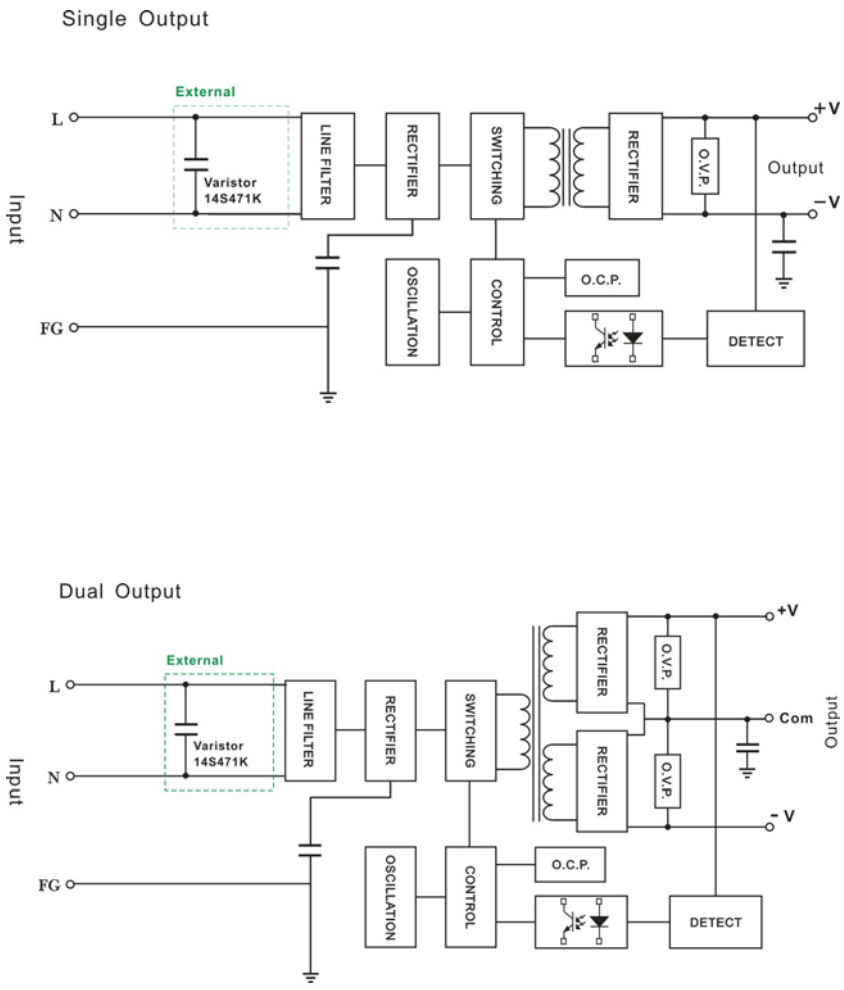 Single Output
External
L
+V
LINE FILTER
RECTIFIER
SWITCHING
RECTIFIER
O.V.P.
Output
Varistor
14S471K
Input
N
−V
OSCILLATION
CONTROL
O.C.P.
FG
DETECT
Dual Output
+V
RECTIFIER
O.V.P.
External
L
LINE FILTER
RECTIFIER
SWITCHING
Com
Output
Varistor
14S471K
Input
N
RECTIFIER
O.V.P.
- V
OSCILLATION
CONTROL
O.C.P.
FG
DETECT